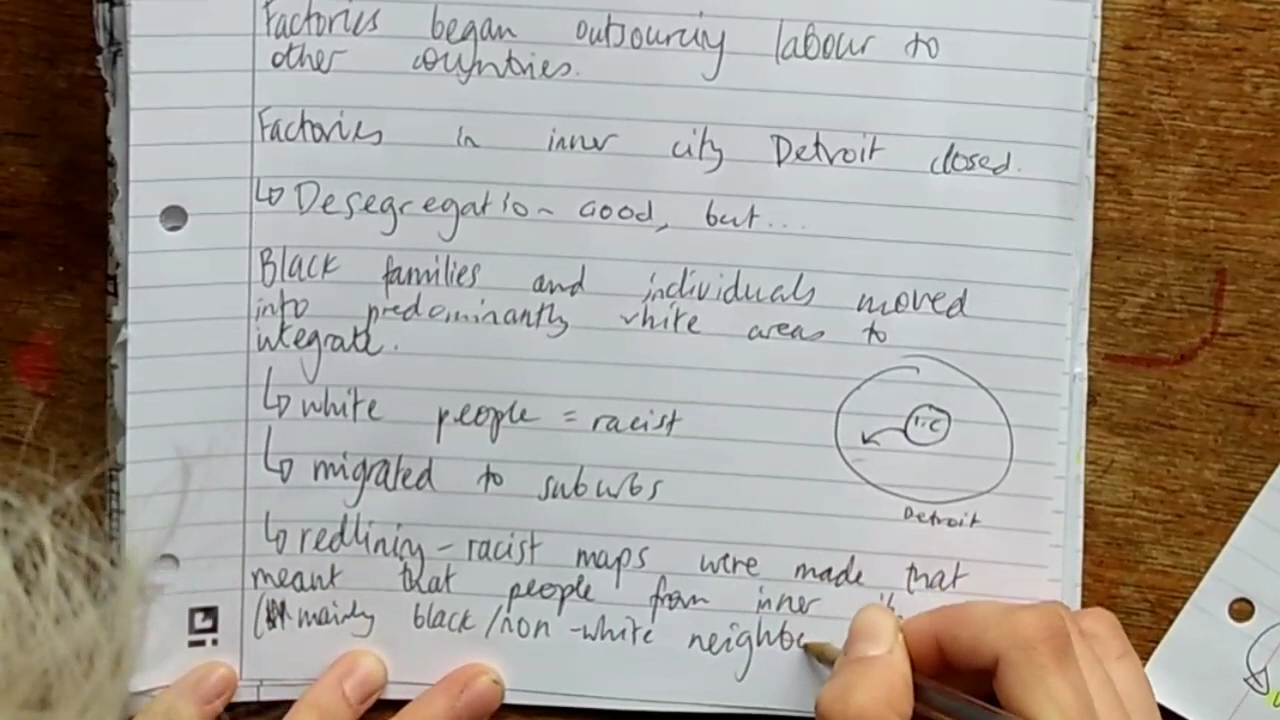 Factories began outsourcing labour to
other countries.
Factories in inner city Detroit closed.
↳ Desegregation - Good, but...
Black families and individuals moved
into predominantly white areas to
integrate.
↳ white people = racist
I.C
↳ migrated to suburbs
Detroit
↳ redlining - racist maps were made that
meant that people from inner
(mainly black/non-white neighbo